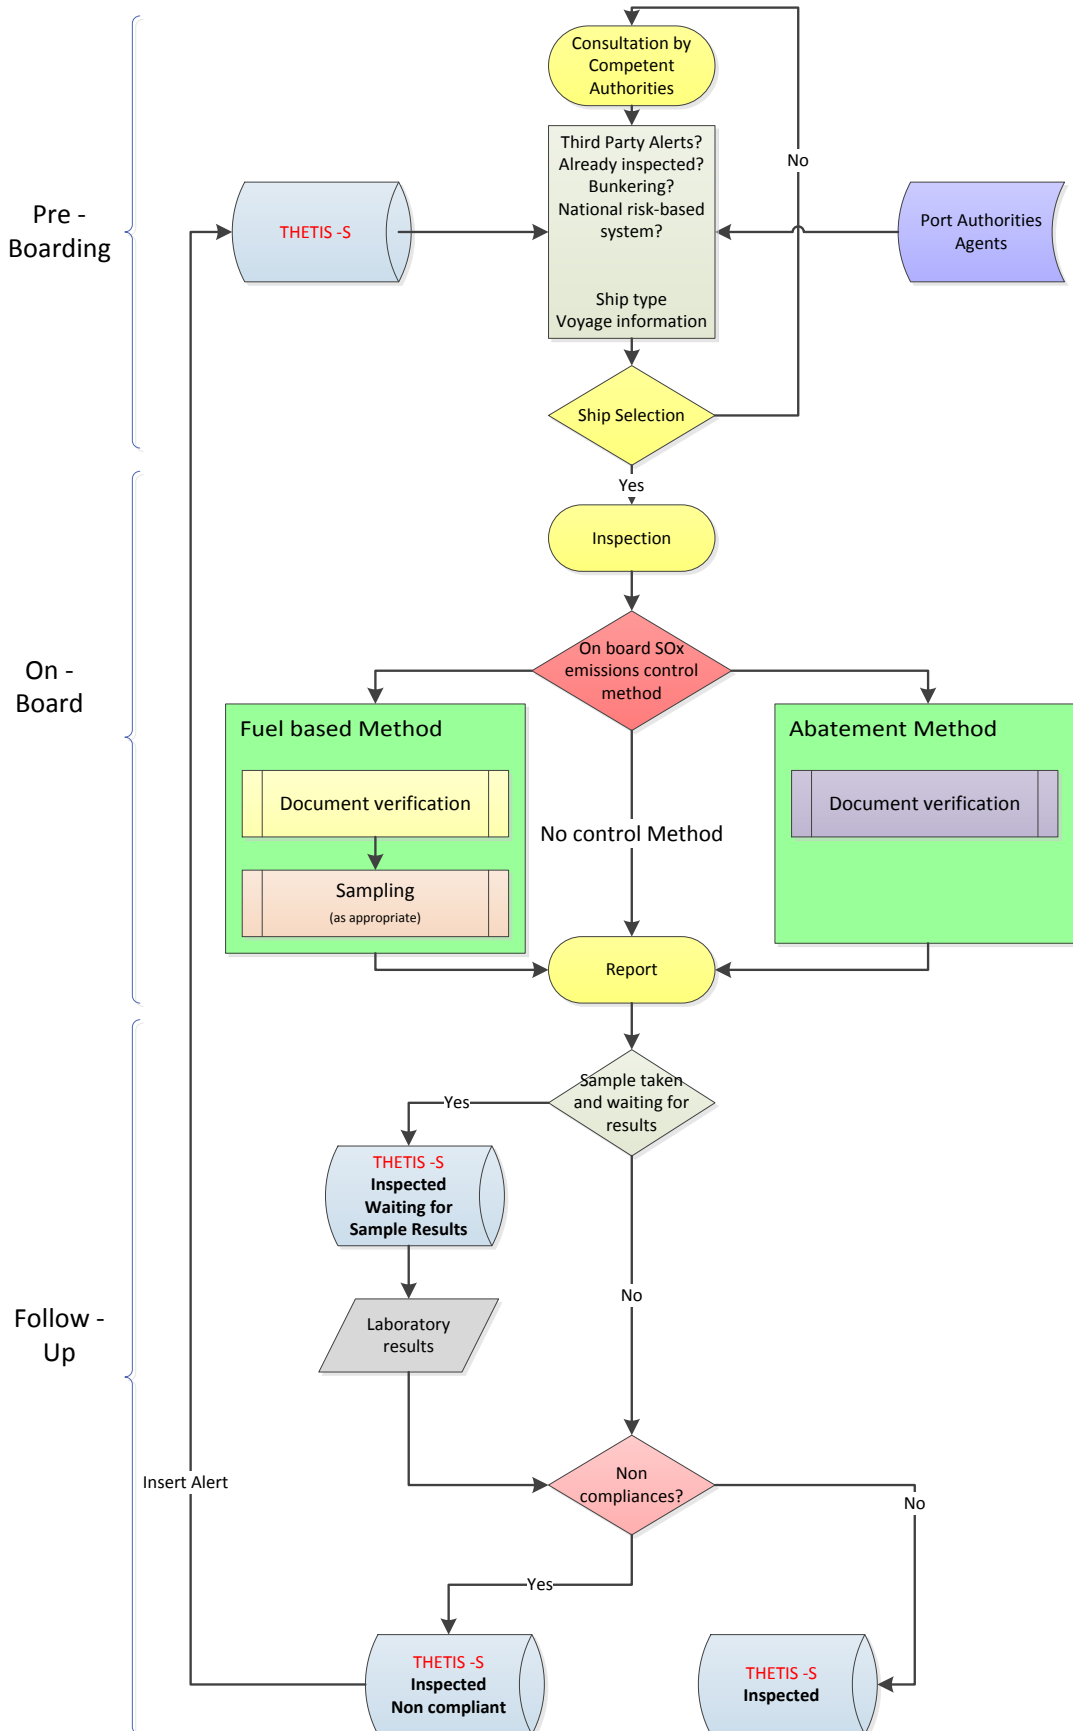 Consultation by
Competent
Authorities
Third Party Alerts?
Already inspected?
Bunkering?
National risk-based
system?
Ship type
Voyage information
No
Pre -
Boarding
THETIS -S
Port Authorities
Agents
Ship Selection
Yes
Inspection
On -
Board
On board SOx
emissions control
method
Fuel based Method
Document verification
Sampling
(as appropriate)
No control Method
Abatement Method
Document verification
Report
Sample taken
and waiting for
results
Yes
THETIS -S
Inspected
Waiting for
Sample Results
No
Follow -
Up
Laboratory
results
Non
compliances?
Insert Alert
No
Yes
THETIS -S
Inspected
Non compliant
THETIS -S
Inspected